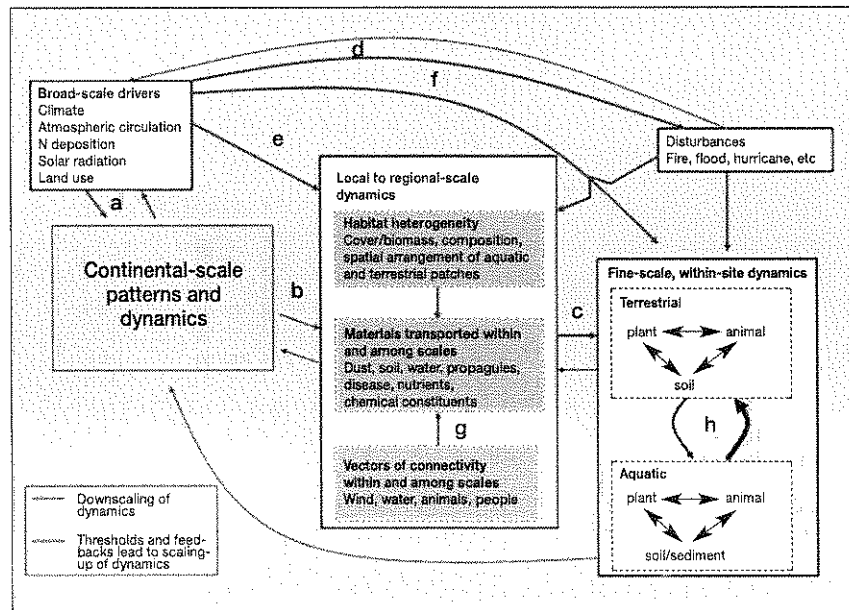 d
f
Broad-scale drivers
Climate
Atmospheric circulation
N deposition
Solar radiation
Land use
e
Disturbances
Fire, flood, hurricane, etc
a
Local to regional-scale
dynamics
Habitat heterogeneity
Cover/biomass, composition,
spatial arrangement of aquatic
and terrestrial patches
Continental-scale
patterns and
dynamics
b
Materials transported within
and among scales
Dust, soil, water, propagules,
disease, nutrients,
chemical constituents
g
Vectors of connectivity
within and among scales
Wind, water, animals, people
c
Fine-scale, within-site dynamics
Terrestrial
plant
animal
soil
h
Aquatic
plant
animal
soil/sediment
Downscaling of
dynamics
Thresholds and feed-
backs lead to scaling-
up of dynamics